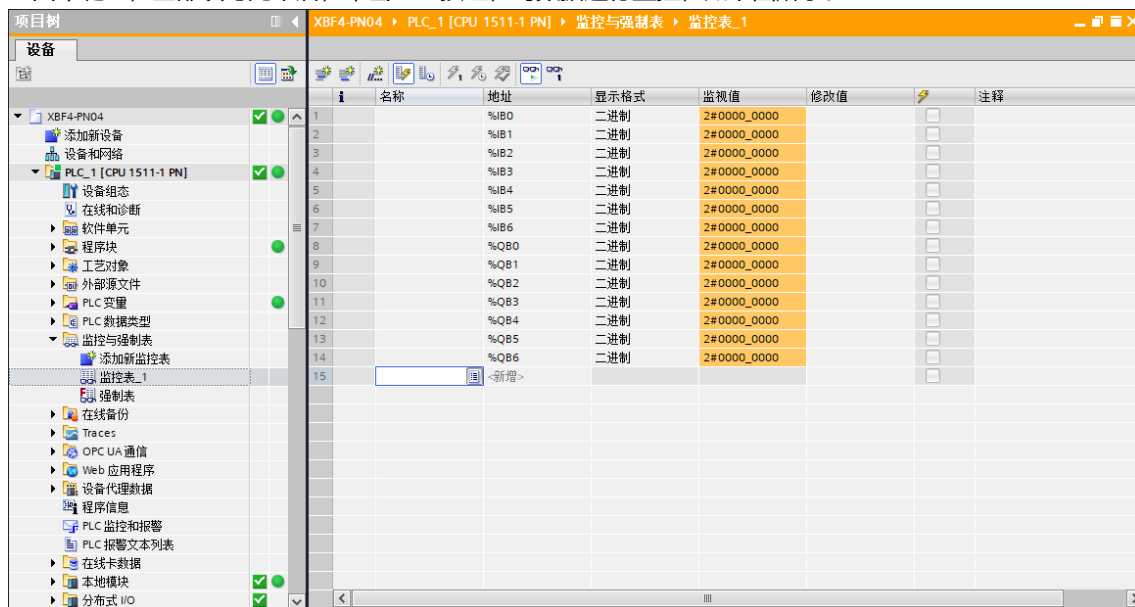 项目树
XBF4-PN04 ▸ PLC_1 [CPU 1511-1 PN] ▸ 监控与强制表 ▸ 监控表_1
设备
i 名称 地址 显示格式 监视值 修改值 注释
XBF4-PN04
添加新设备
设备和网络
PLC_1 [CPU 1511-1 PN]
设备组态
在线和诊断
软件单元
程序块
工艺对象
外部源文件
PLC 变量
PLC 数据类型
监控与强制表
添加新监控表
监控表_1
强制表
在线备份
Traces
OPC UA 通信
Web 应用程序
设备代理数据
程序信息
PLC 监控和报警
PLC 报警文本列表
在线卡数据
本地模块
分布式 I/O
1 %IB0 二进制 2#0000_0000
2 %IB1 二进制 2#0000_0000
3 %IB2 二进制 2#0000_0000
4 %IB3 二进制 2#0000_0000
5 %IB4 二进制 2#0000_0000
6 %IB5 二进制 2#0000_0000
7 %IB6 二进制 2#0000_0000
8 %QB0 二进制 2#0000_0000
9 %QB1 二进制 2#0000_0000
10 %QB2 二进制 2#0000_0000
11 %QB3 二进制 2#0000_0000
12 %QB4 二进制 2#0000_0000
13 %QB5 二进制 2#0000_0000
14 %QB6 二进制 2#0000_0000
15 <新增>